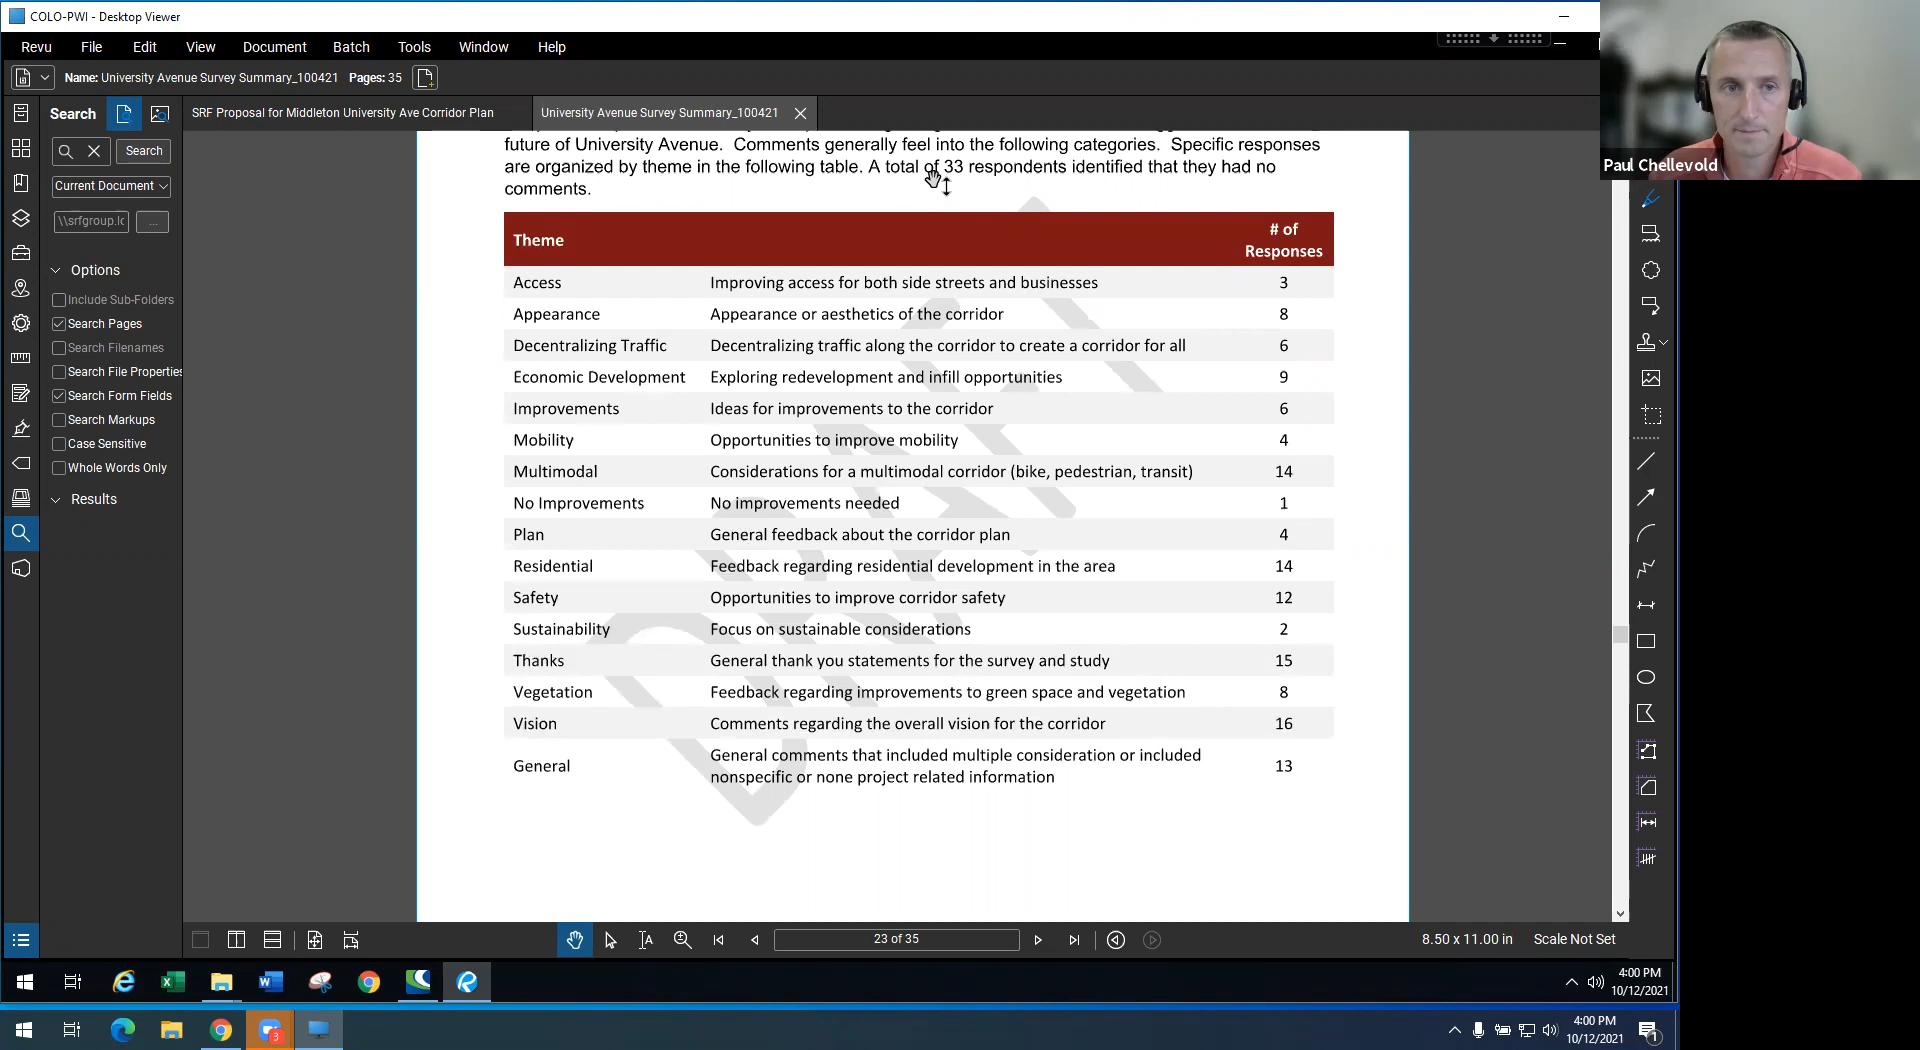 COLO-PWI - Desktop Viewer
Revu File Edit View Document Batch Tools Window Help
Name: University Avenue Survey Summary_100421 Pages: 35
Search
SRF Proposal for Middleton University Ave Corridor Plan
University Avenue Survey Summary_100421
Search
Current Document
\\srfgroup.lc
...
Options
Include Sub-Folders
Search Pages
Search Filenames
Search File Properties
Search Form Fields
Search Markups
Case Sensitive
Whole Words Only
Results
future of University Avenue. Comments generally feel into the following categories. Specific responses
are organized by theme in the following table. A total of 33 respondents identified that they had no
comments.
Theme # of
Responses
Access Improving access for both side streets and businesses 3
Appearance Appearance or aesthetics of the corridor 8
Decentralizing Traffic Decentralizing traffic along the corridor to create a corridor for all 6
Economic Development Exploring redevelopment and infill opportunities 9
Improvements Ideas for improvements to the corridor 6
Mobility Opportunities to improve mobility 4
Multimodal Considerations for a multimodal corridor (bike, pedestrian, transit) 14
No Improvements No improvements needed 1
Plan General feedback about the corridor plan 4
Residential Feedback regarding residential development in the area 14
Safety Opportunities to improve corridor safety 12
Sustainability Focus on sustainable considerations 2
Thanks General thank you statements for the survey and study 15
Vegetation Feedback regarding improvements to green space and vegetation 8
Vision Comments regarding the overall vision for the corridor 16
General General comments that included multiple consideration or included
nonspecific or none project related information 13
DRAFT
Paul Chellevold
23 of 35
8.50 x 11.00 in Scale Not Set
4:00 PM
10/12/2021
3
4:00 PM
10/12/2021
1